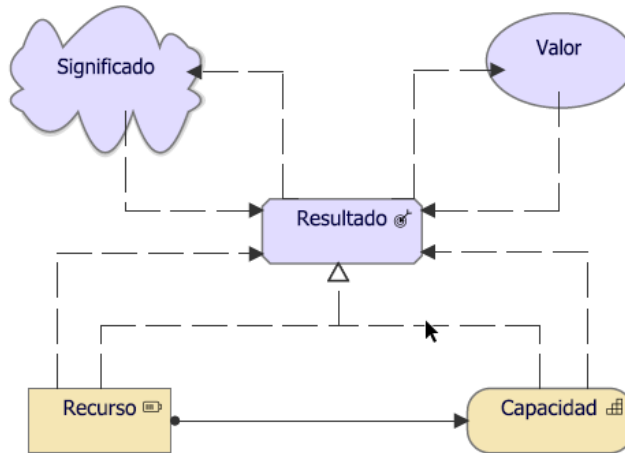 Significado
Valor
Resultado
Recurso
Capacidad